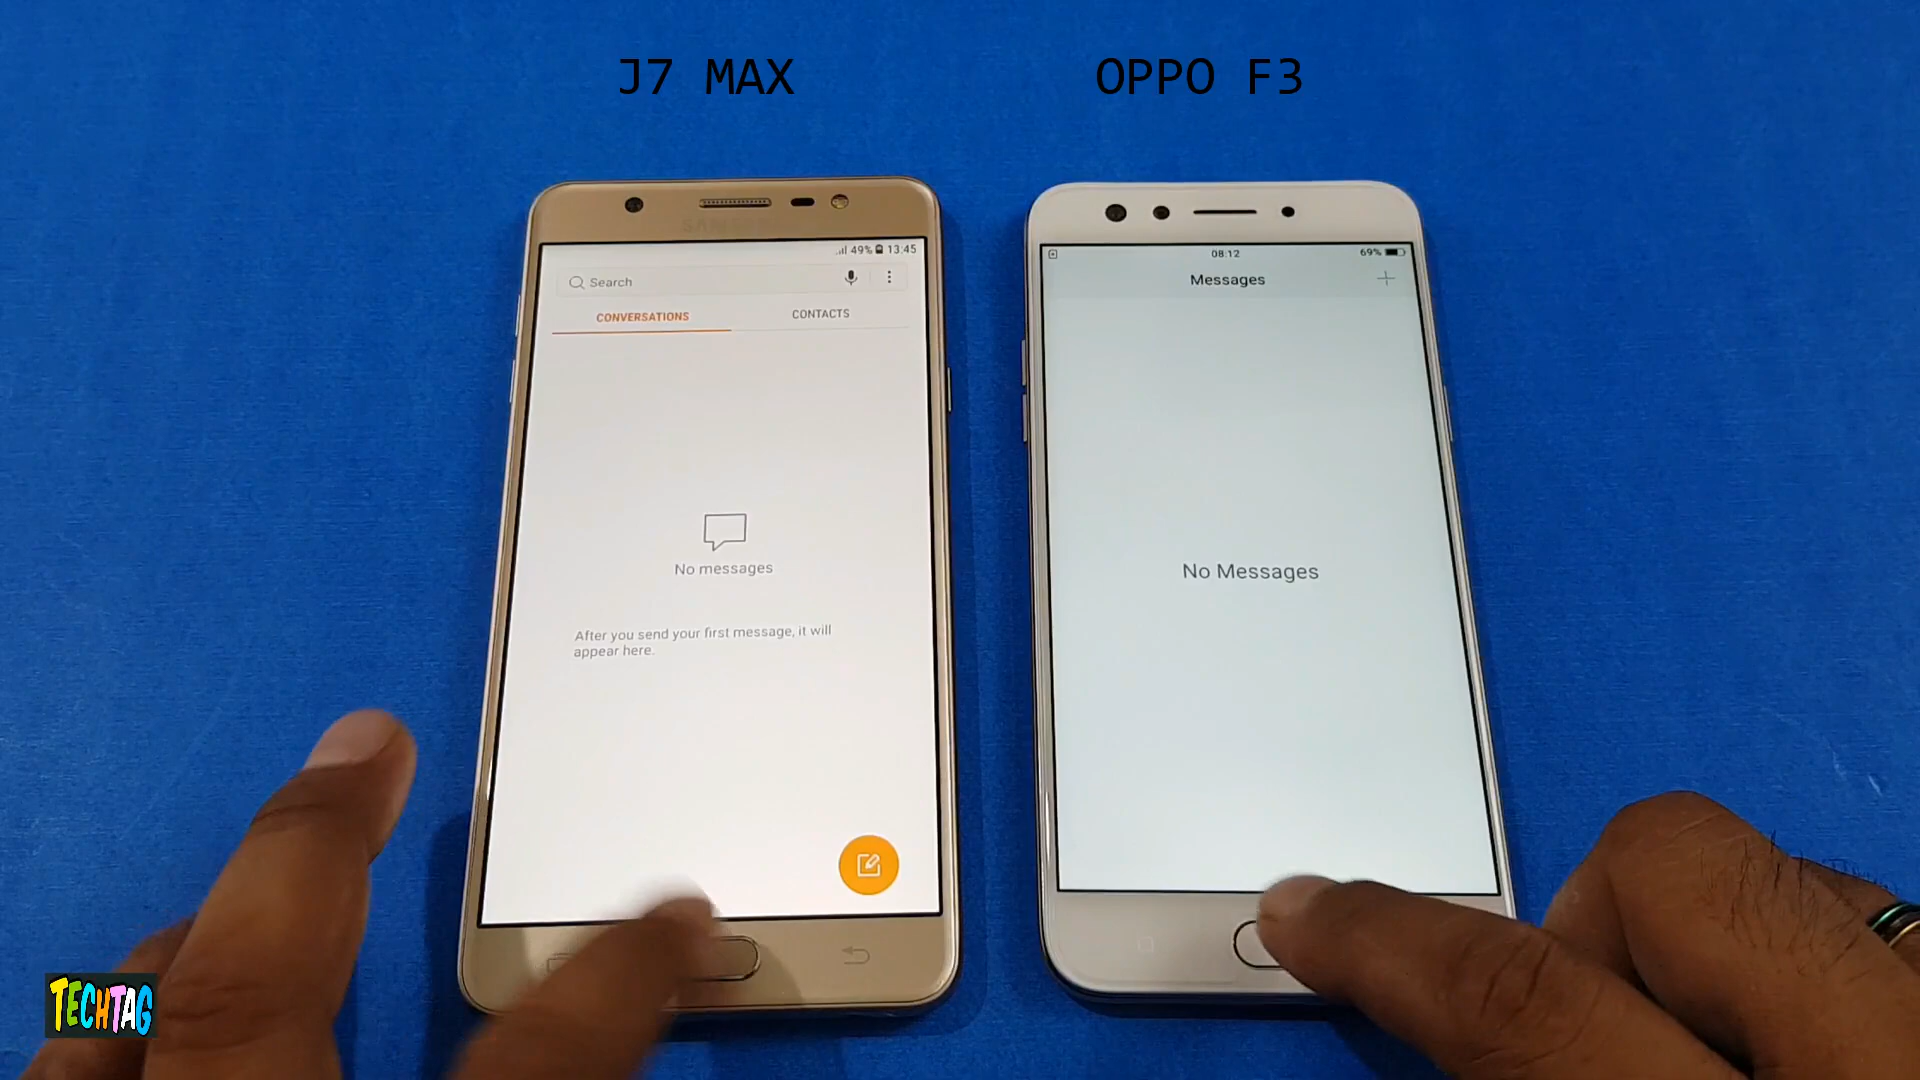 J7 MAX
OPPO F3
SAMSUNG
49% 13:45
Search
CONVERSATIONS
CONTACTS
No messages
After you send your first message, it will
appear here.
08:12
69%
Messages
No Messages
TECHTAG